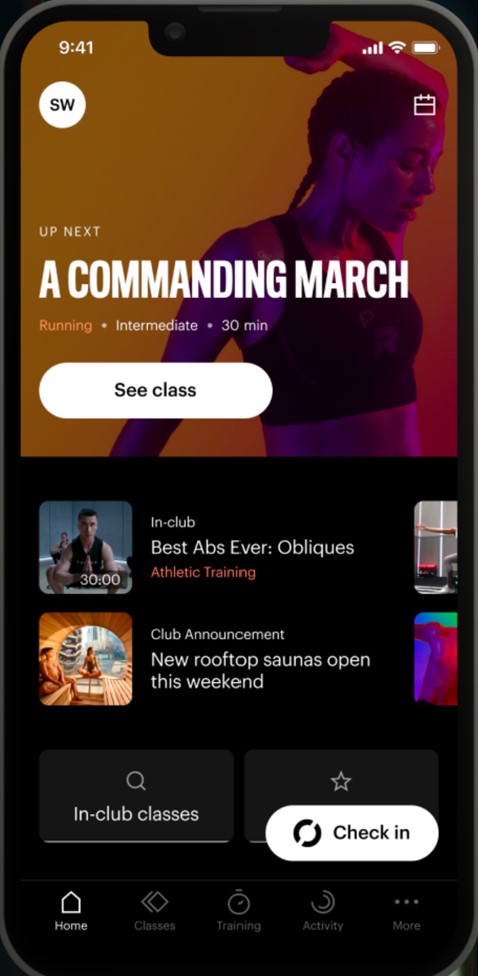 9:41
SW
UP NEXT
A COMMANDING MARCH
Running • Intermediate • 30 min
See class
30:00
In-club
Best Abs Ever: Obliques
Athletic Training
Club Announcement
New rooftop saunas open
this weekend
In-club classes
Check in
Home
Classes
Training
Activity
More